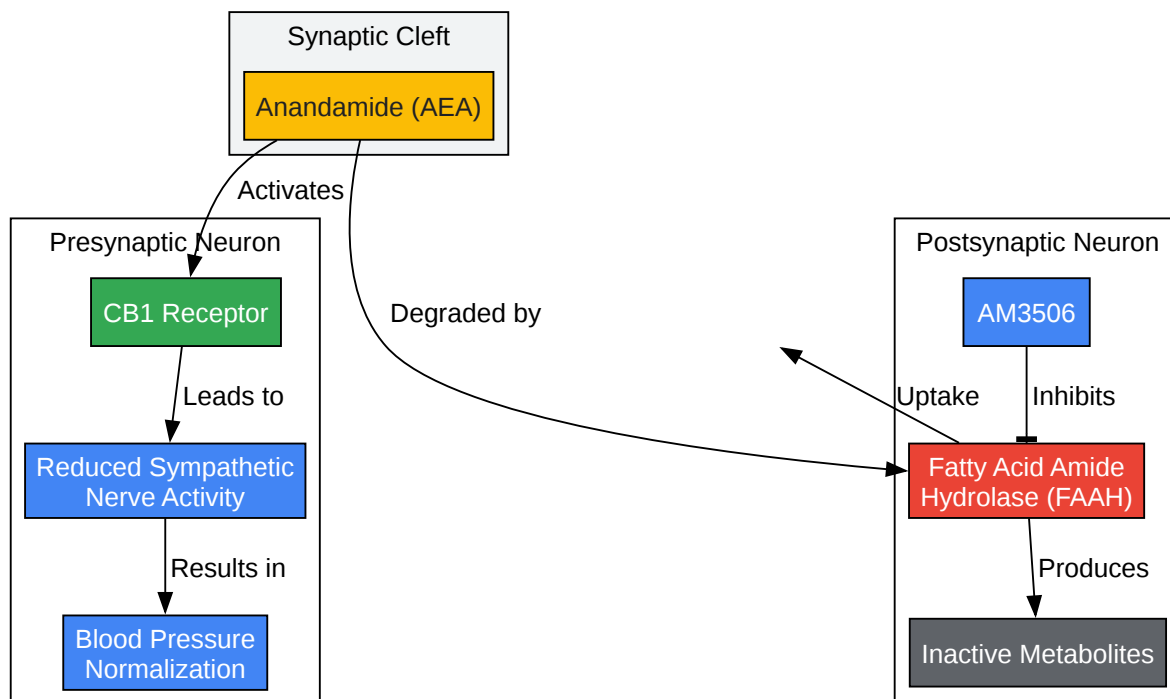 Synaptic Cleft
Anandamide (AEA)
Activates
Presynaptic Neuron
Postsynaptic Neuron
CB1 Receptor
Degraded by
AM3506
Leads to
Uptake
Inhibits
Reduced Sympathetic
Nerve Activity
Fatty Acid Amide
Hydrolase (FAAH)
Results in
Produces
Blood Pressure
Normalization
Inactive Metabolites